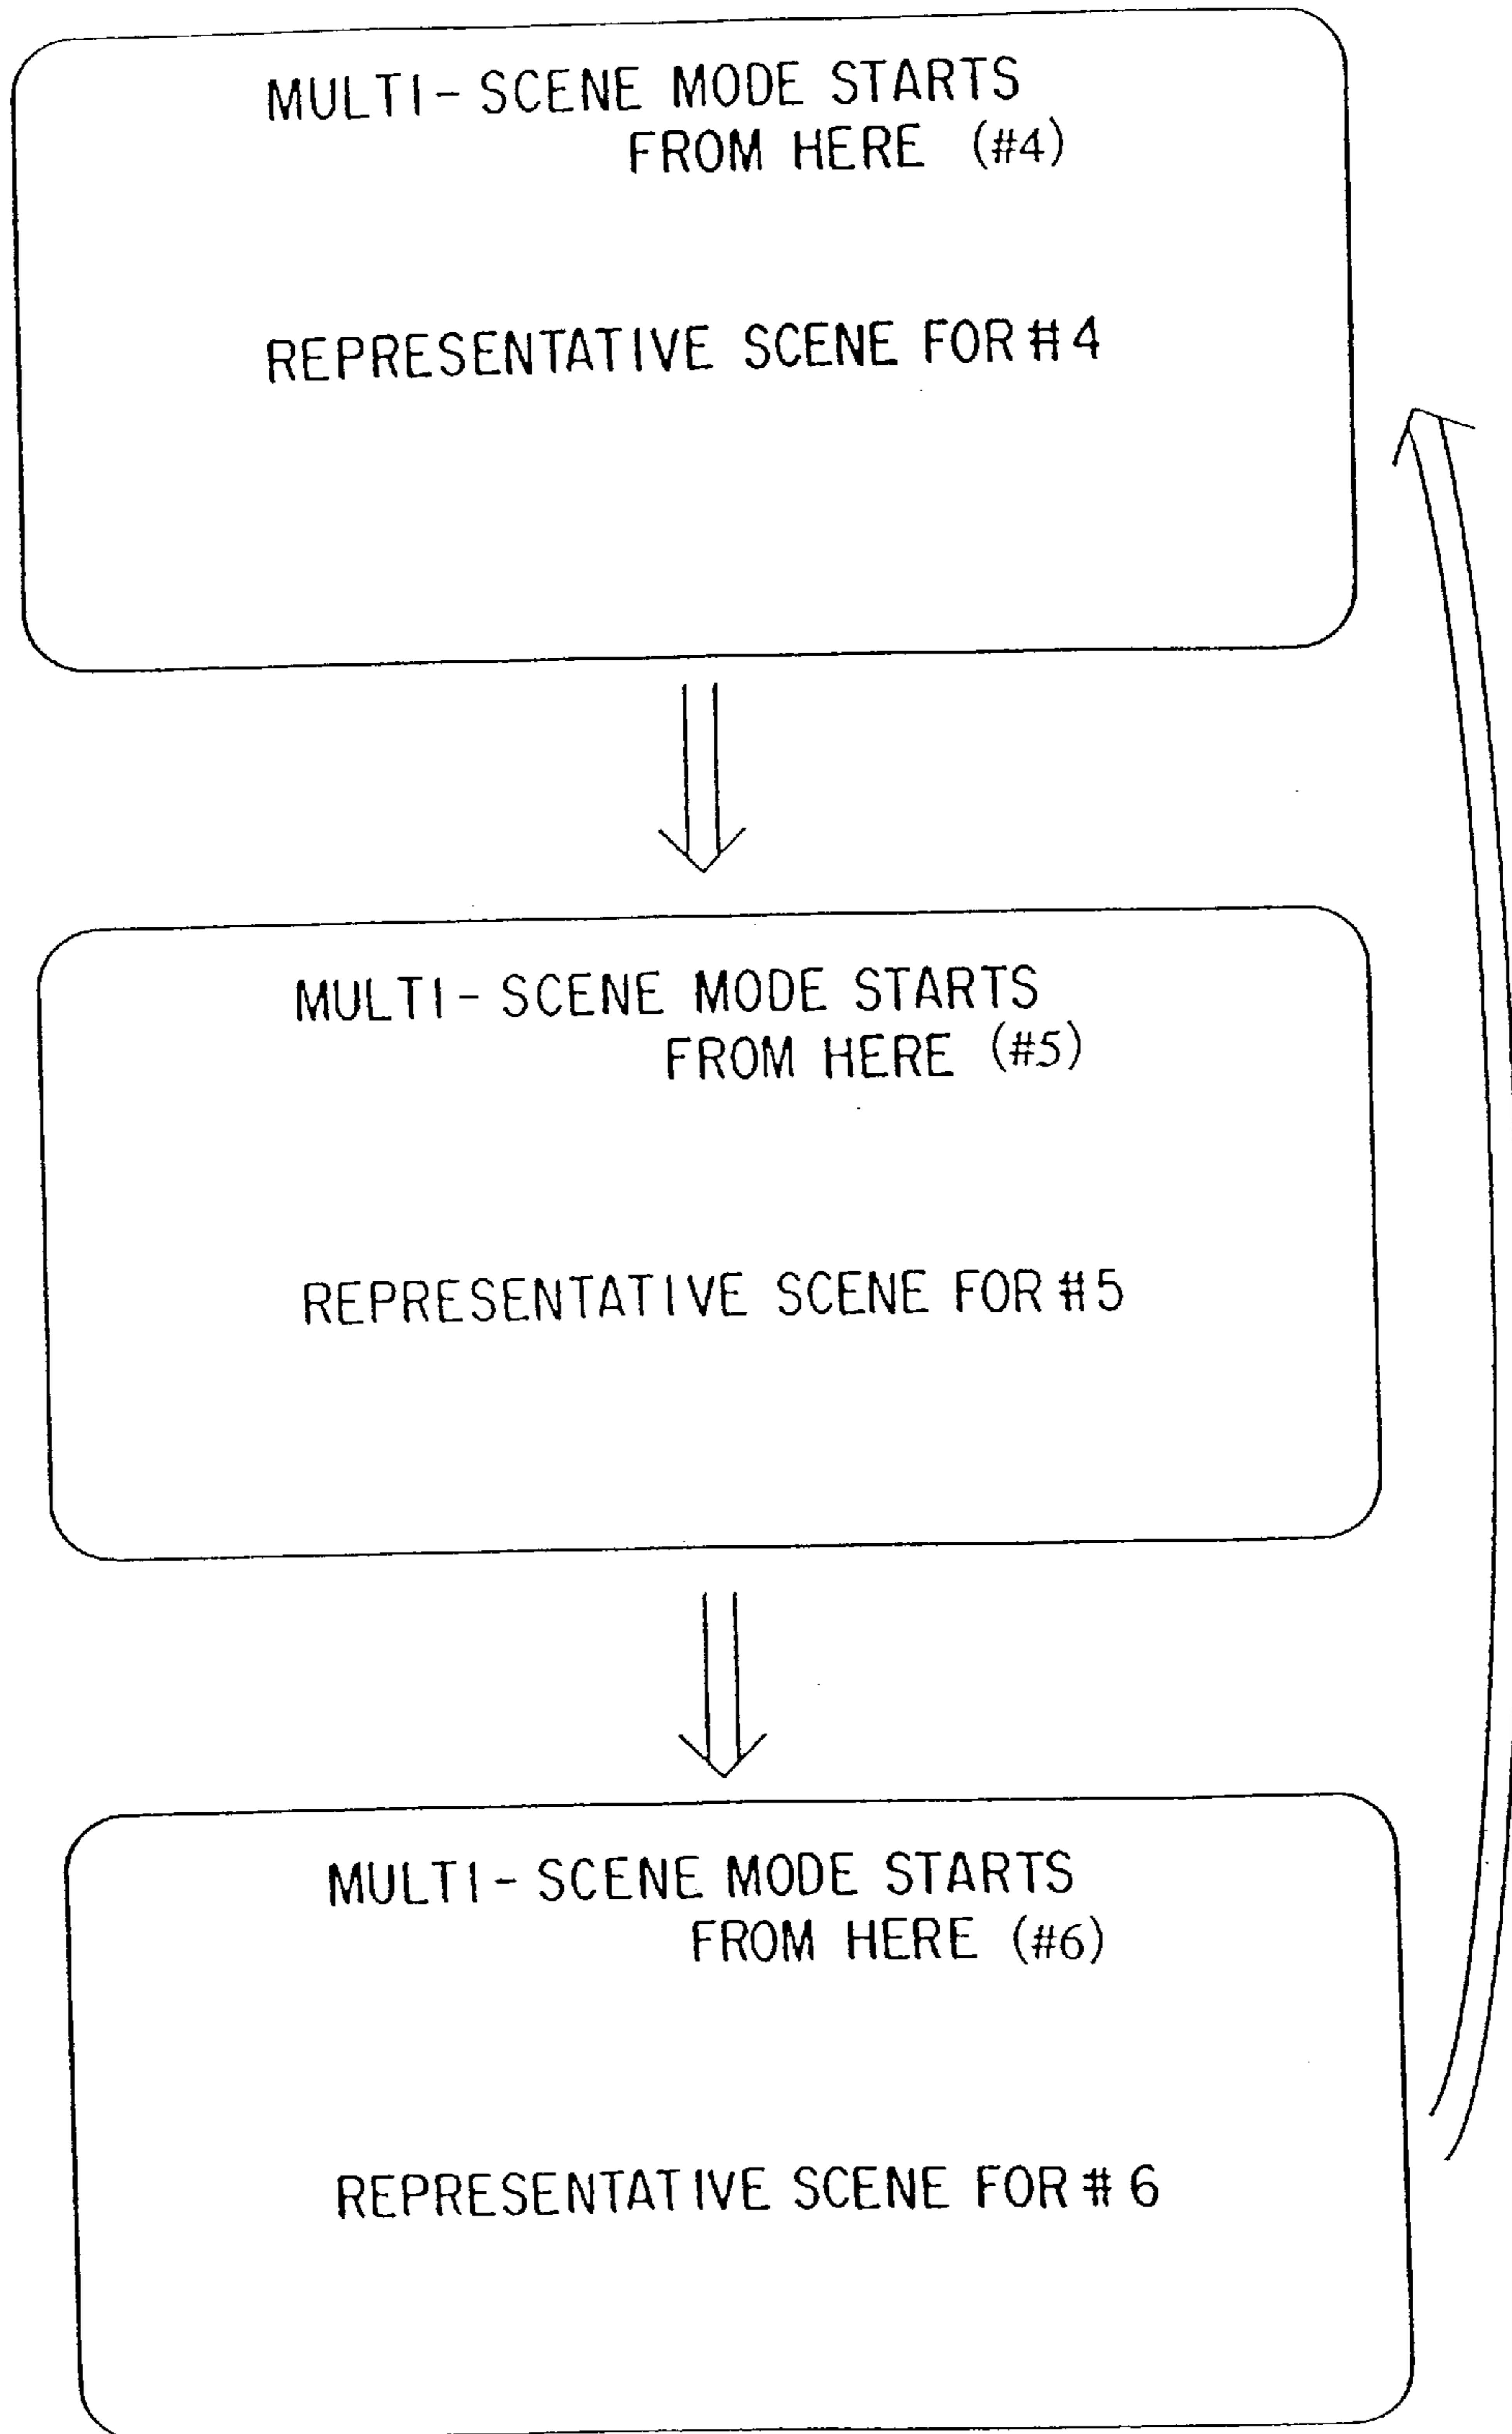 MULTI-SCENE MODE STARTS
FROM HERE (#4)
REPRESENTATIVE SCENE FOR #4
MULTI-SCENE MODE STARTS
FROM HERE (#5)
REPRESENTATIVE SCENE FOR #5
MULTI-SCENE MODE STARTS
FROM HERE (#6)
REPRESENTATIVE SCENE FOR #6